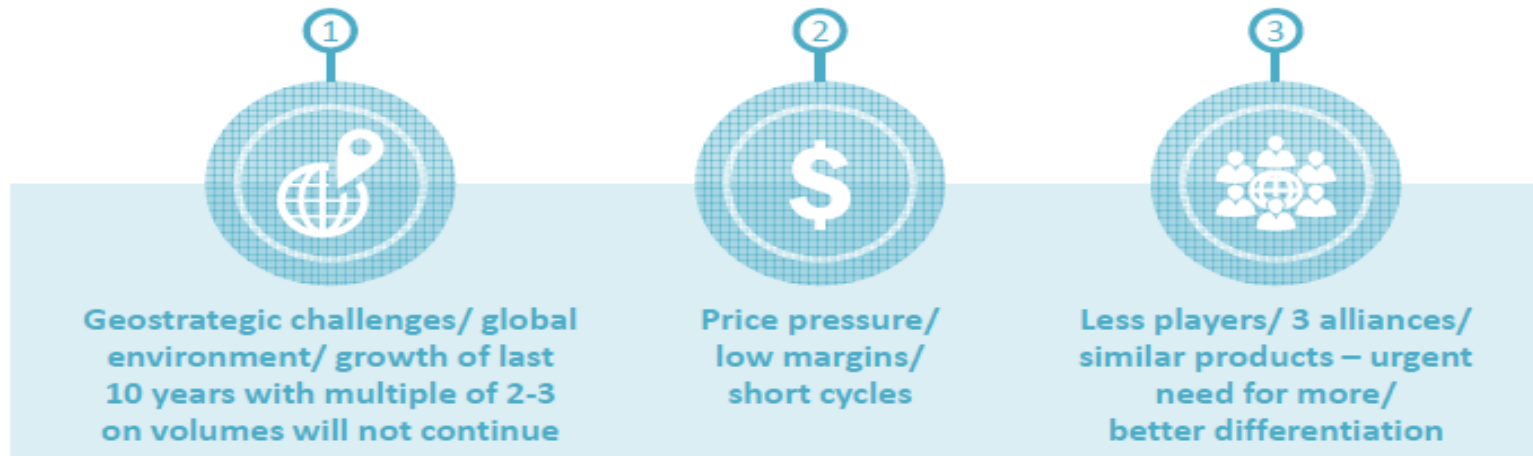 1
Geostrategic challenges/ global
environment/ growth of last
10 years with multiple of 2-3
on volumes will not continue
2
$
Price pressure/
low margins/
short cycles
3
Less players/ 3 alliances/
similar products – urgent
need for more/
better differentiation